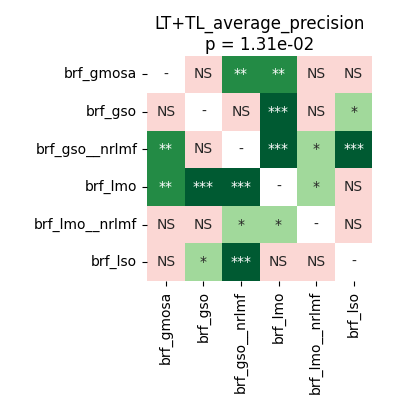 LT+TL_average_precision
p = 1.31e-02
brf_gmosa - NS ** ** NS NS
brf_gso NS - NS *** NS *
brf_gso__nrlmf ** NS - *** * ***
brf_lmo ** *** *** - * NS
brf_lmo__nrlmf NS NS * * - NS
brf_lso NS * *** NS NS -
brf_gmosa
brf_gso
brf_gso__nrlmf
brf_lmo
brf_lmo__nrlmf
brf_lso